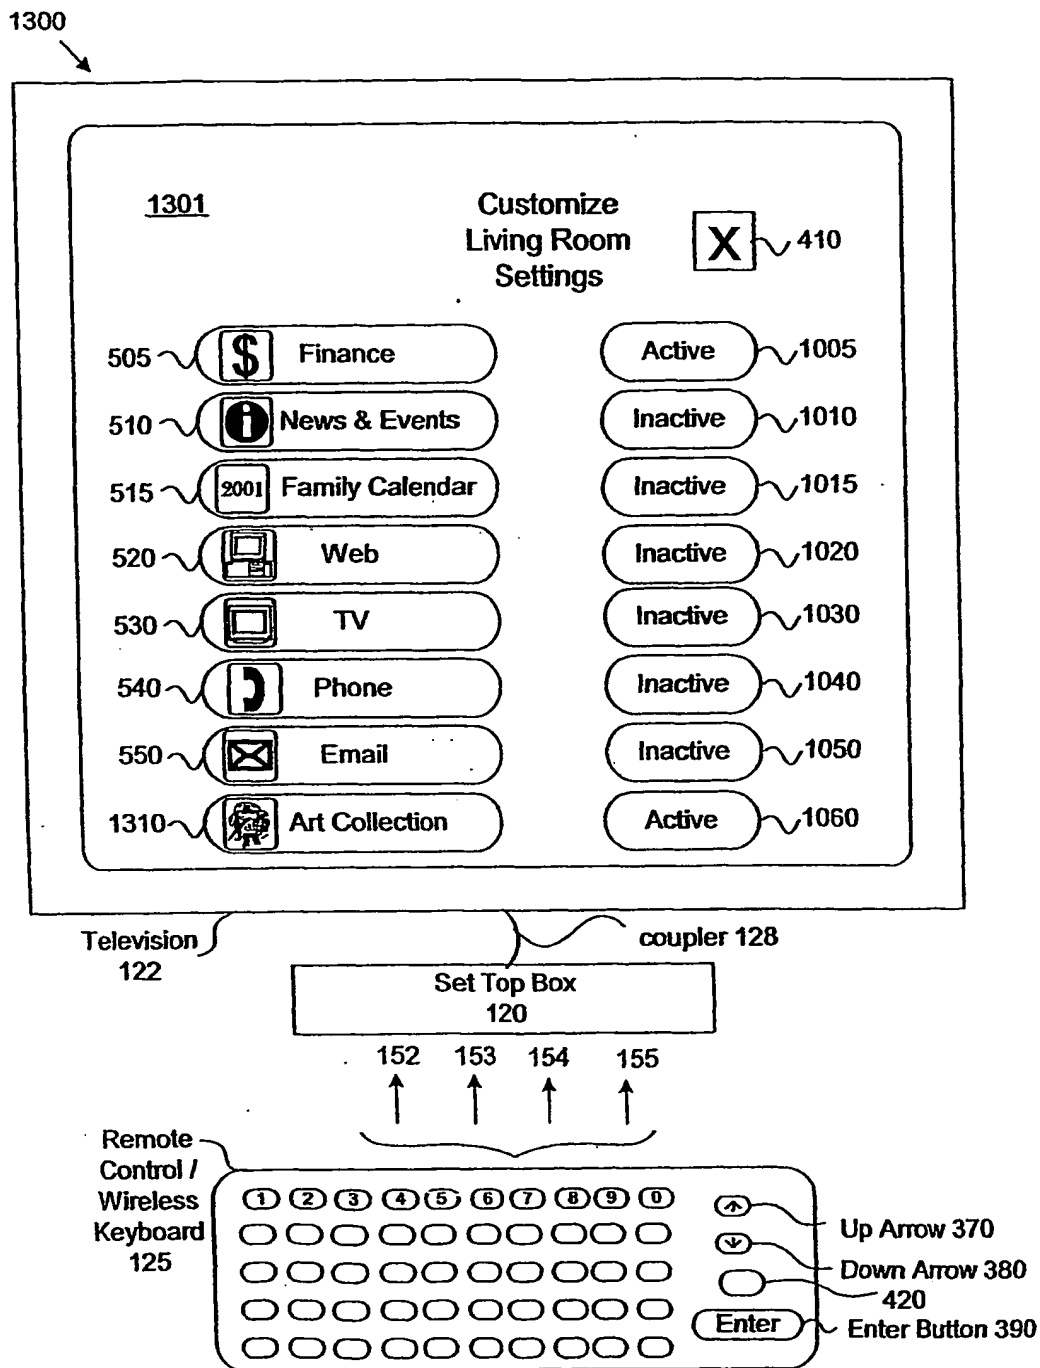 1300
1301
Customize
Living Room
Settings
X 410
505 $ Finance Active 1005
510 i News & Events Inactive 1010
515 2001 Family Calendar Inactive 1015
520 Web Inactive 1020
530 TV Inactive 1030
540 Phone Inactive 1040
550 Email Inactive 1050
1310 Art Collection Active 1060
Television
122
coupler 128
Set Top Box
120
152 153 154 155
Remote
Control /
Wireless
Keyboard
125
1 2 3 4 5 6 7 8 9 0
Up Arrow 370
Down Arrow 380
420
Enter
Enter Button 390